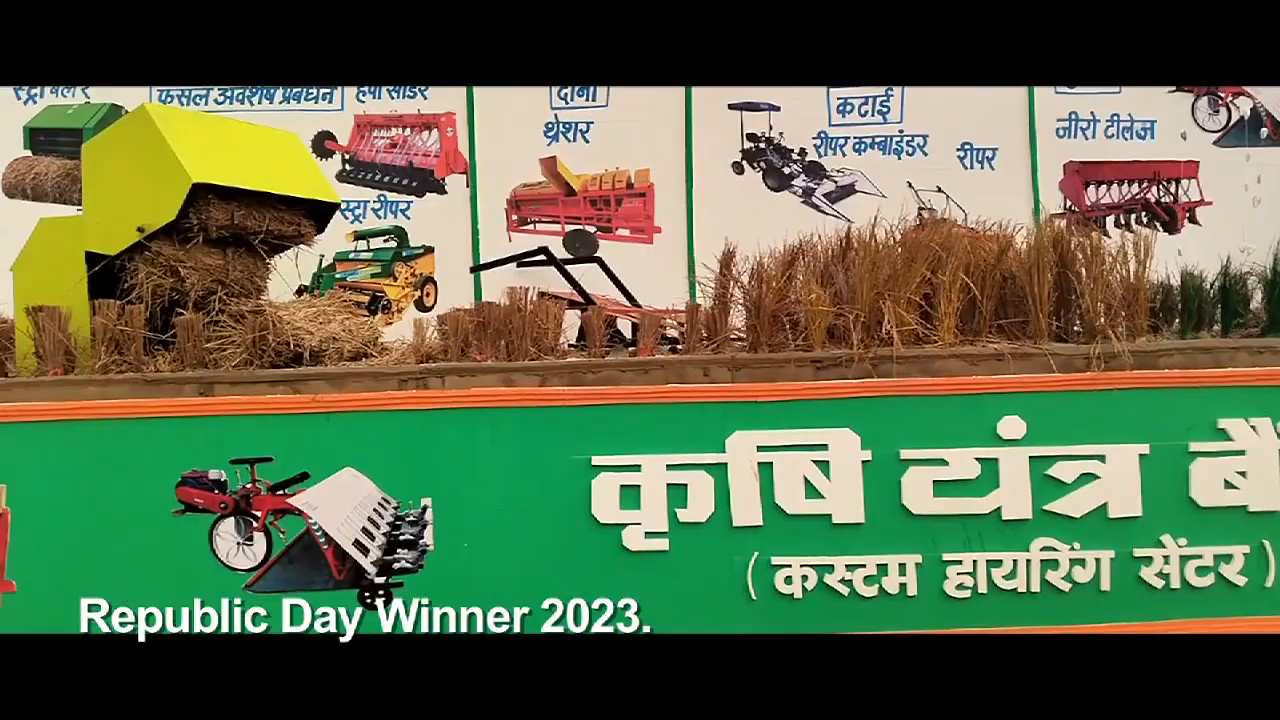 स्ट्रा बेलर
फसल अवशेष प्रबंधन
हैपी सीडर
स्ट्रा रीपर
दौनी
थ्रेशर
कटाई
रीपर कम्बाइंडर
रीपर
जीरो टीलेज
कृषि यंत्र
(कस्टम हायरिंग सेंटर)
Republic Day Winner 2023.